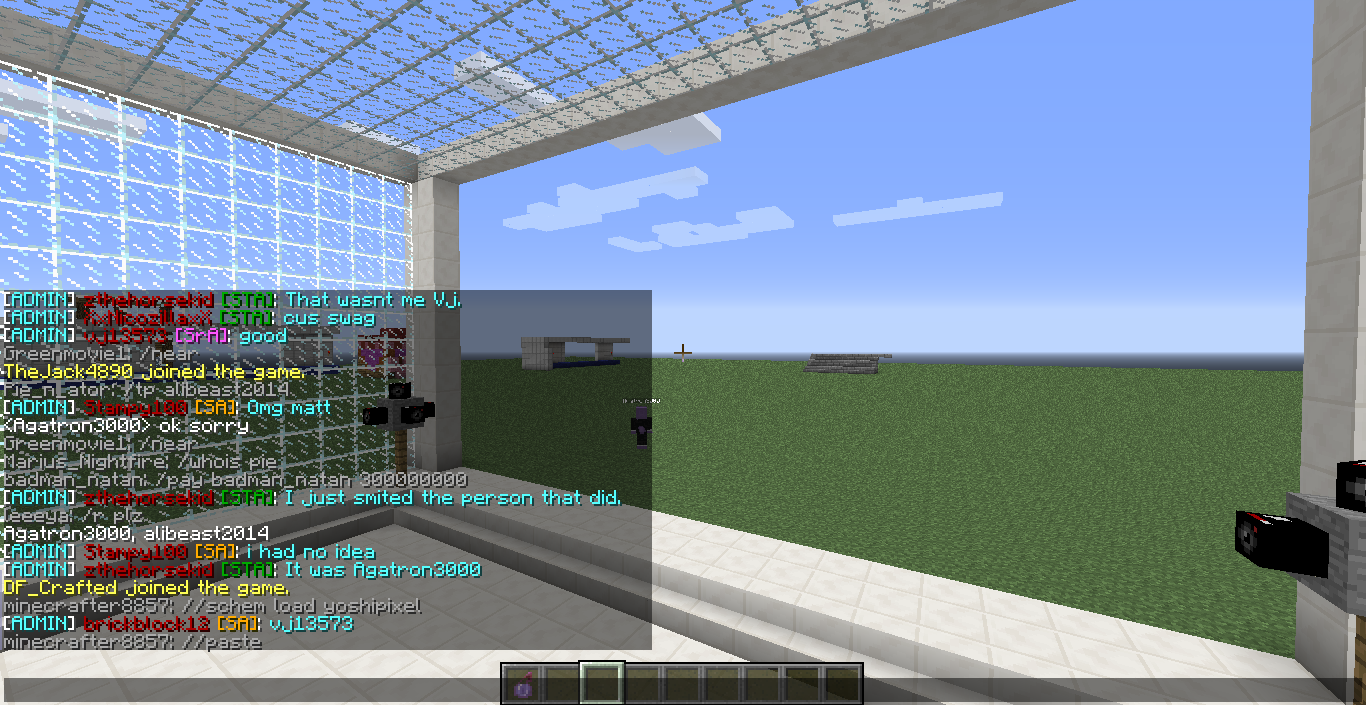 [ADMIN] zthehorsekid [STA]: That wasnt me Vj.
[ADMIN] XxNicozillaxX [STA]: cus swag
[ADMIN] vj13573 [SrA]: good
Greenmovie1: /near
TheJack4890 joined the game.
/tp alibeast2014
[ADMIN] Stampy100 [SA]: Omg matt
<Agatron3000> ok sorry
Greenmovie1: /near
Marius_Nightfire: /whois pie
badman_natan: /pay badman_natan 300000000
[ADMIN] zthehorsekid [STA]: I just smited the person that did.
leeeya: /r plz
Agatron3000, alibeast2014
[ADMIN] Stampy100 [SA]: i had no idea
[ADMIN] zthehorsekid [STA]: It was Agatron3000
DF_Crafted joined the game.
minecrafter8857: //schem load yoshipixel
[ADMIN] brickblock12 [SA]: vj13573
minecrafter8857: //paste